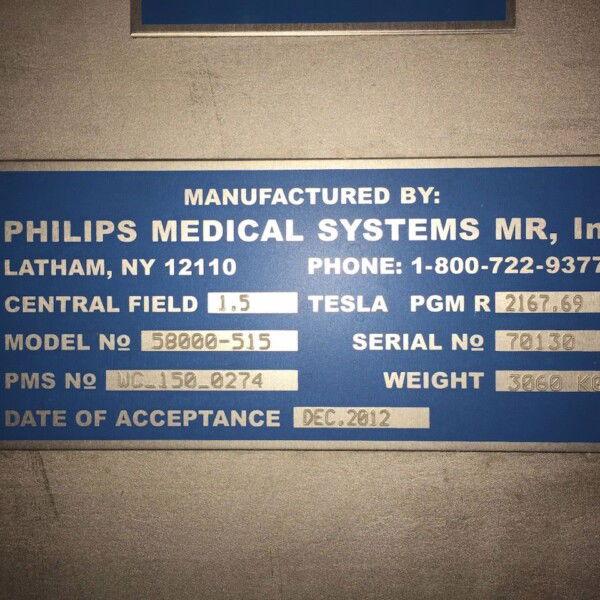 MANUFACTURED BY:
PHILIPS MEDICAL SYSTEMS MR, In
LATHAM, NY 12110 PHONE: 1-800-722-9377
CENTRAL FIELD 1.5 TESLA PGM R 2167.69
MODEL Nº 58000-515 SERIAL Nº 70130
PMS Nº WC_150_0274 WEIGHT 3060 KG
DATE OF ACCEPTANCE DEC.2012